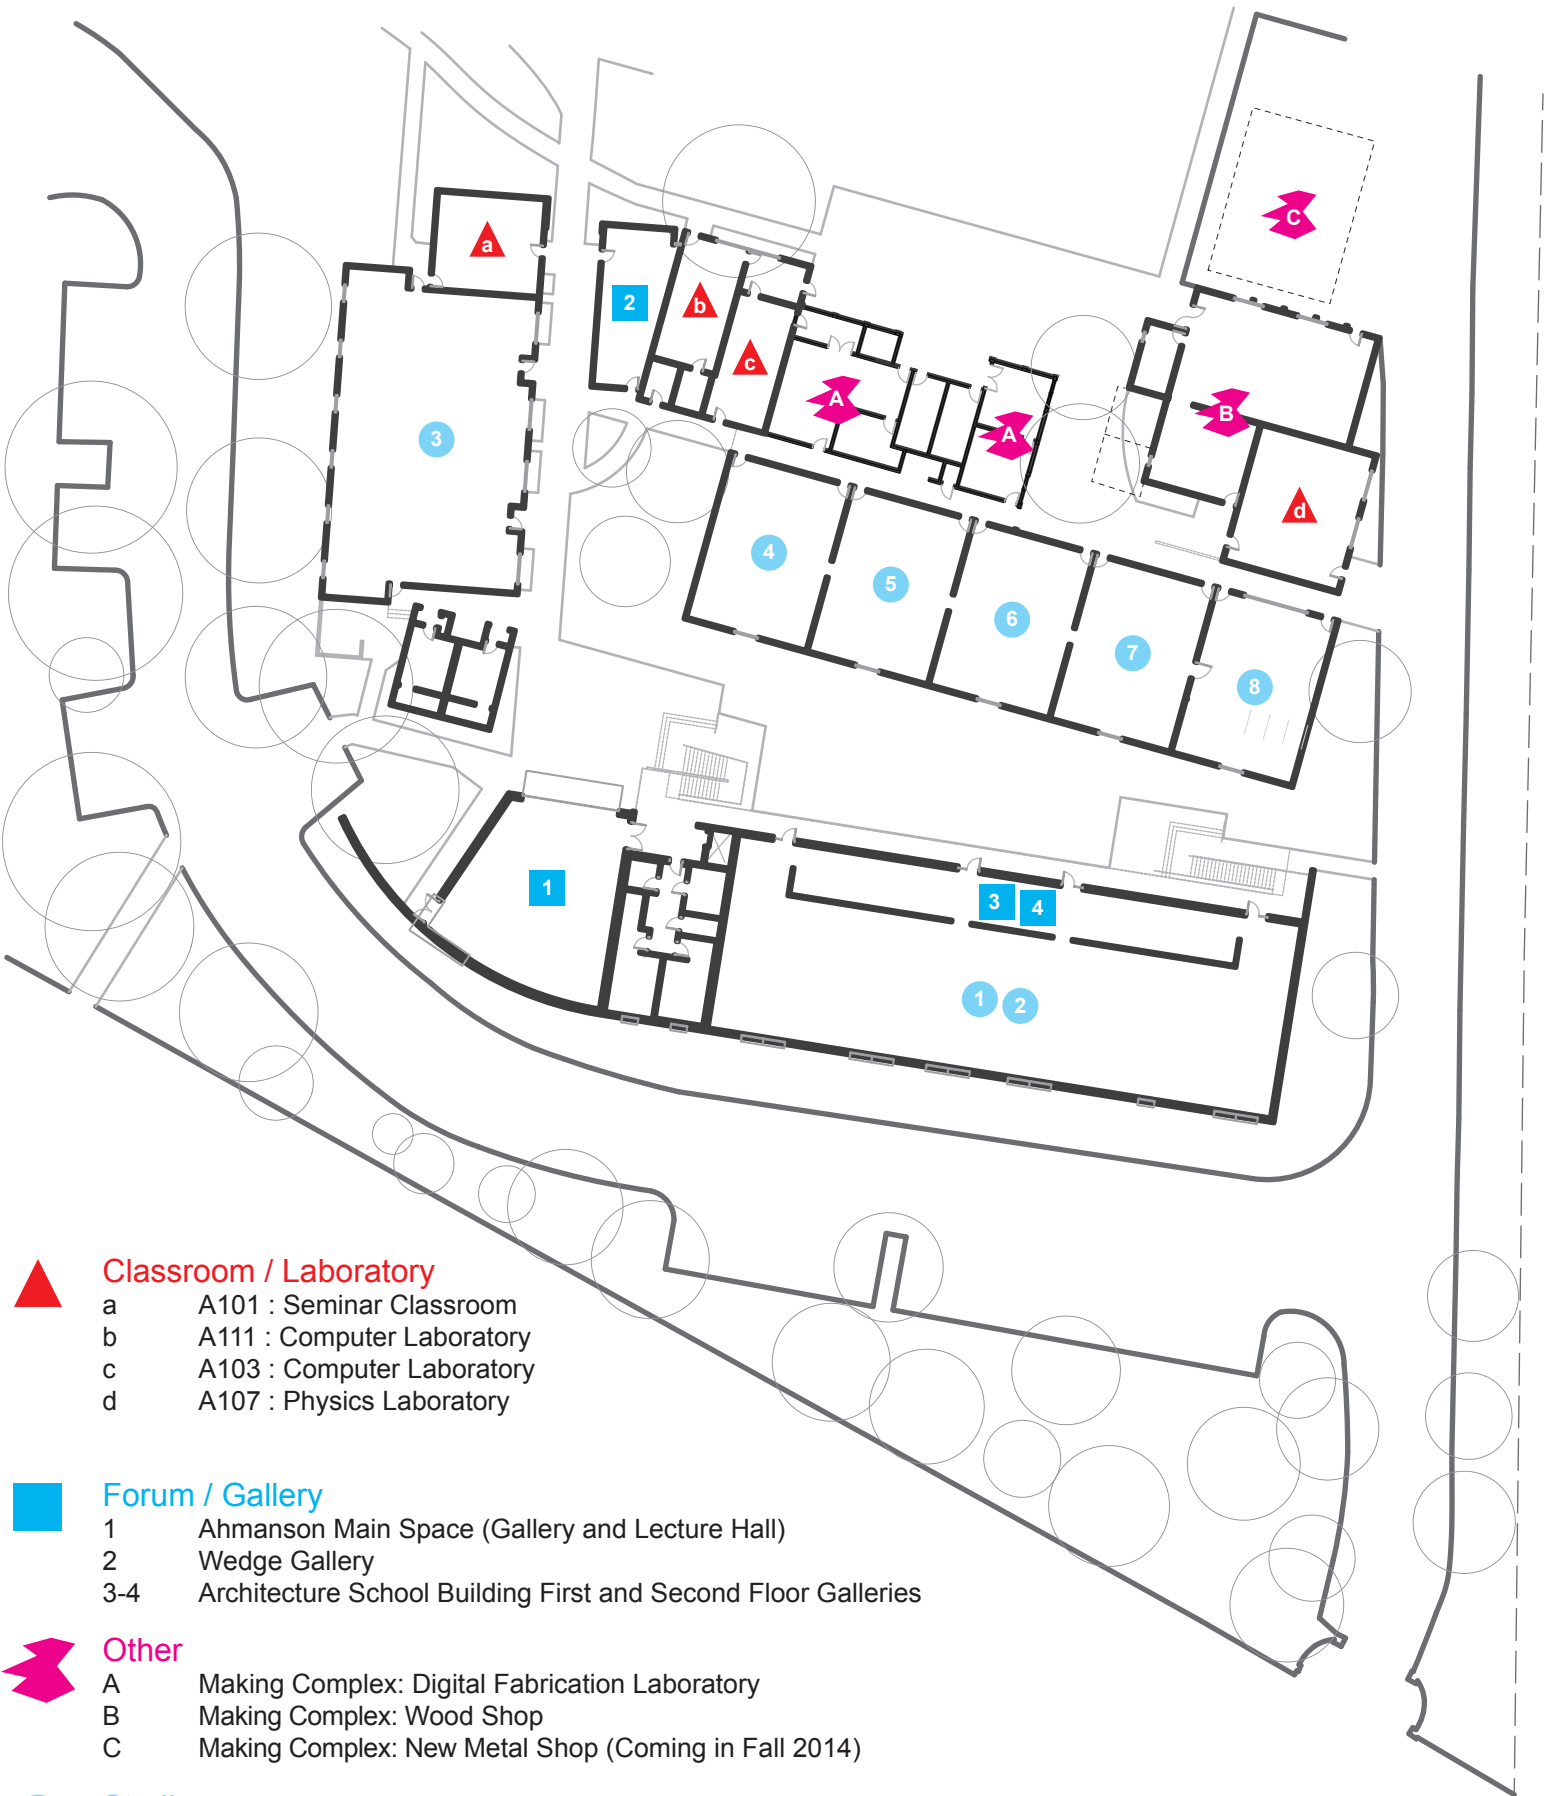 C
a
2
b
c
A
B
3
A
d
4
5
6
7
8
1
3
4
1
2
Classroom / Laboratory
a A101 : Seminar Classroom
b A111 : Computer Laboratory
c A103 : Computer Laboratory
d A107 : Physics Laboratory
Forum / Gallery
1 Ahmanson Main Space (Gallery and Lecture Hall)
2 Wedge Gallery
3-4 Architecture School Building First and Second Floor Galleries
Other
A Making Complex: Digital Fabrication Laboratory
B Making Complex: Wood Shop
C Making Complex: New Metal Shop (Coming in Fall 2014)